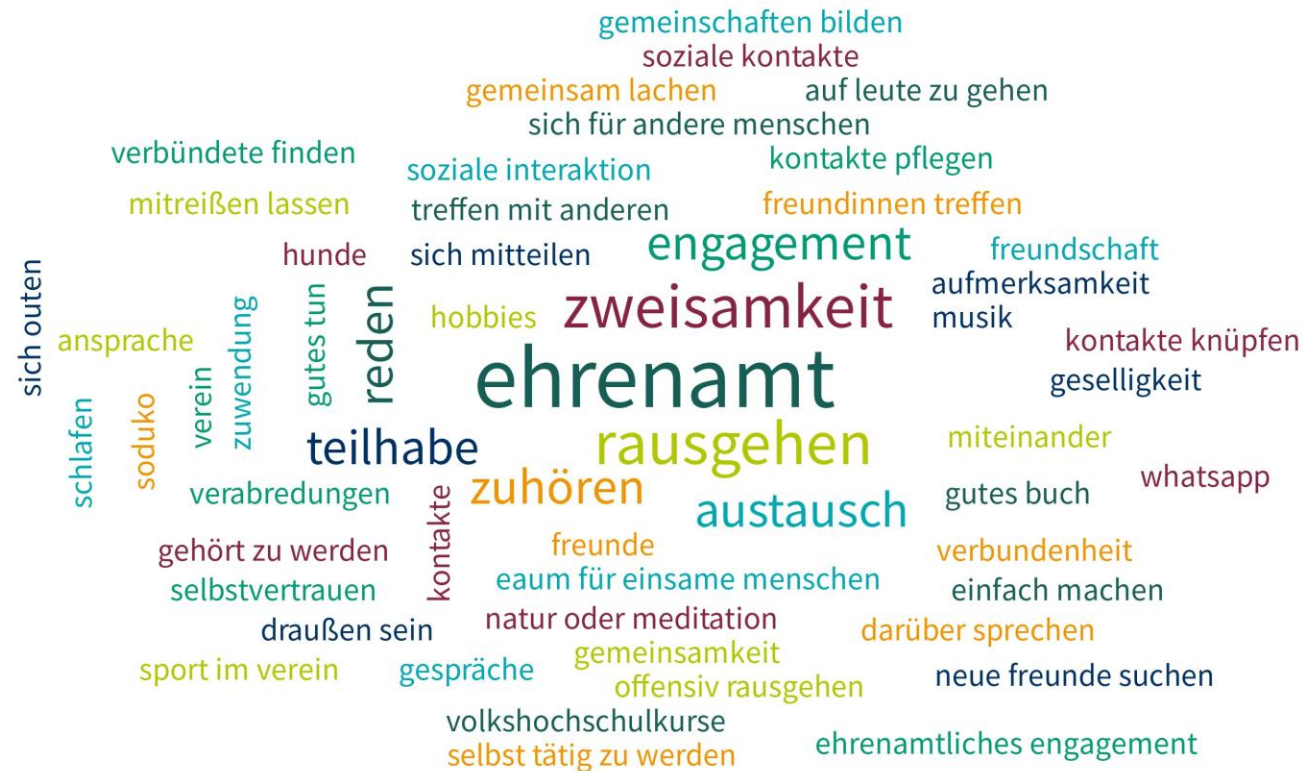 gemeinschaften bilden
soziale kontakte
gemeinsam lachen
auf leute zu gehen
sich für andere menschen
verbündete finden
soziale interaktion
kontakte pflegen
mitreißen lassen
treffen mit anderen
freundinnen treffen
hunde
sich mitteilen
engagement
freundschaft
aufmerksamkeit
sich outen
ansprache
zuwendung
gutes tun
reden
hobbies
zweisamkeit
musik
kontakte knüpfen
geselligkeit
ehrenamt
schlafen
soduko
verein
teilhabe
rausgehen
miteinander
whatsapp
verabredungen
zuhören
austausch
gutes buch
gehört zu werden
kontakte
freunde
verbundenheit
selbstvertrauen
eaum für einsame menschen
einfach machen
draußen sein
natur oder meditation
darüber sprechen
sport im verein
gespräche
gemeinsamkeit
offensiv rausgehen
neue freunde suchen
volkshochschulkurse
selbst tätig zu werden
ehrenamtliches engagement